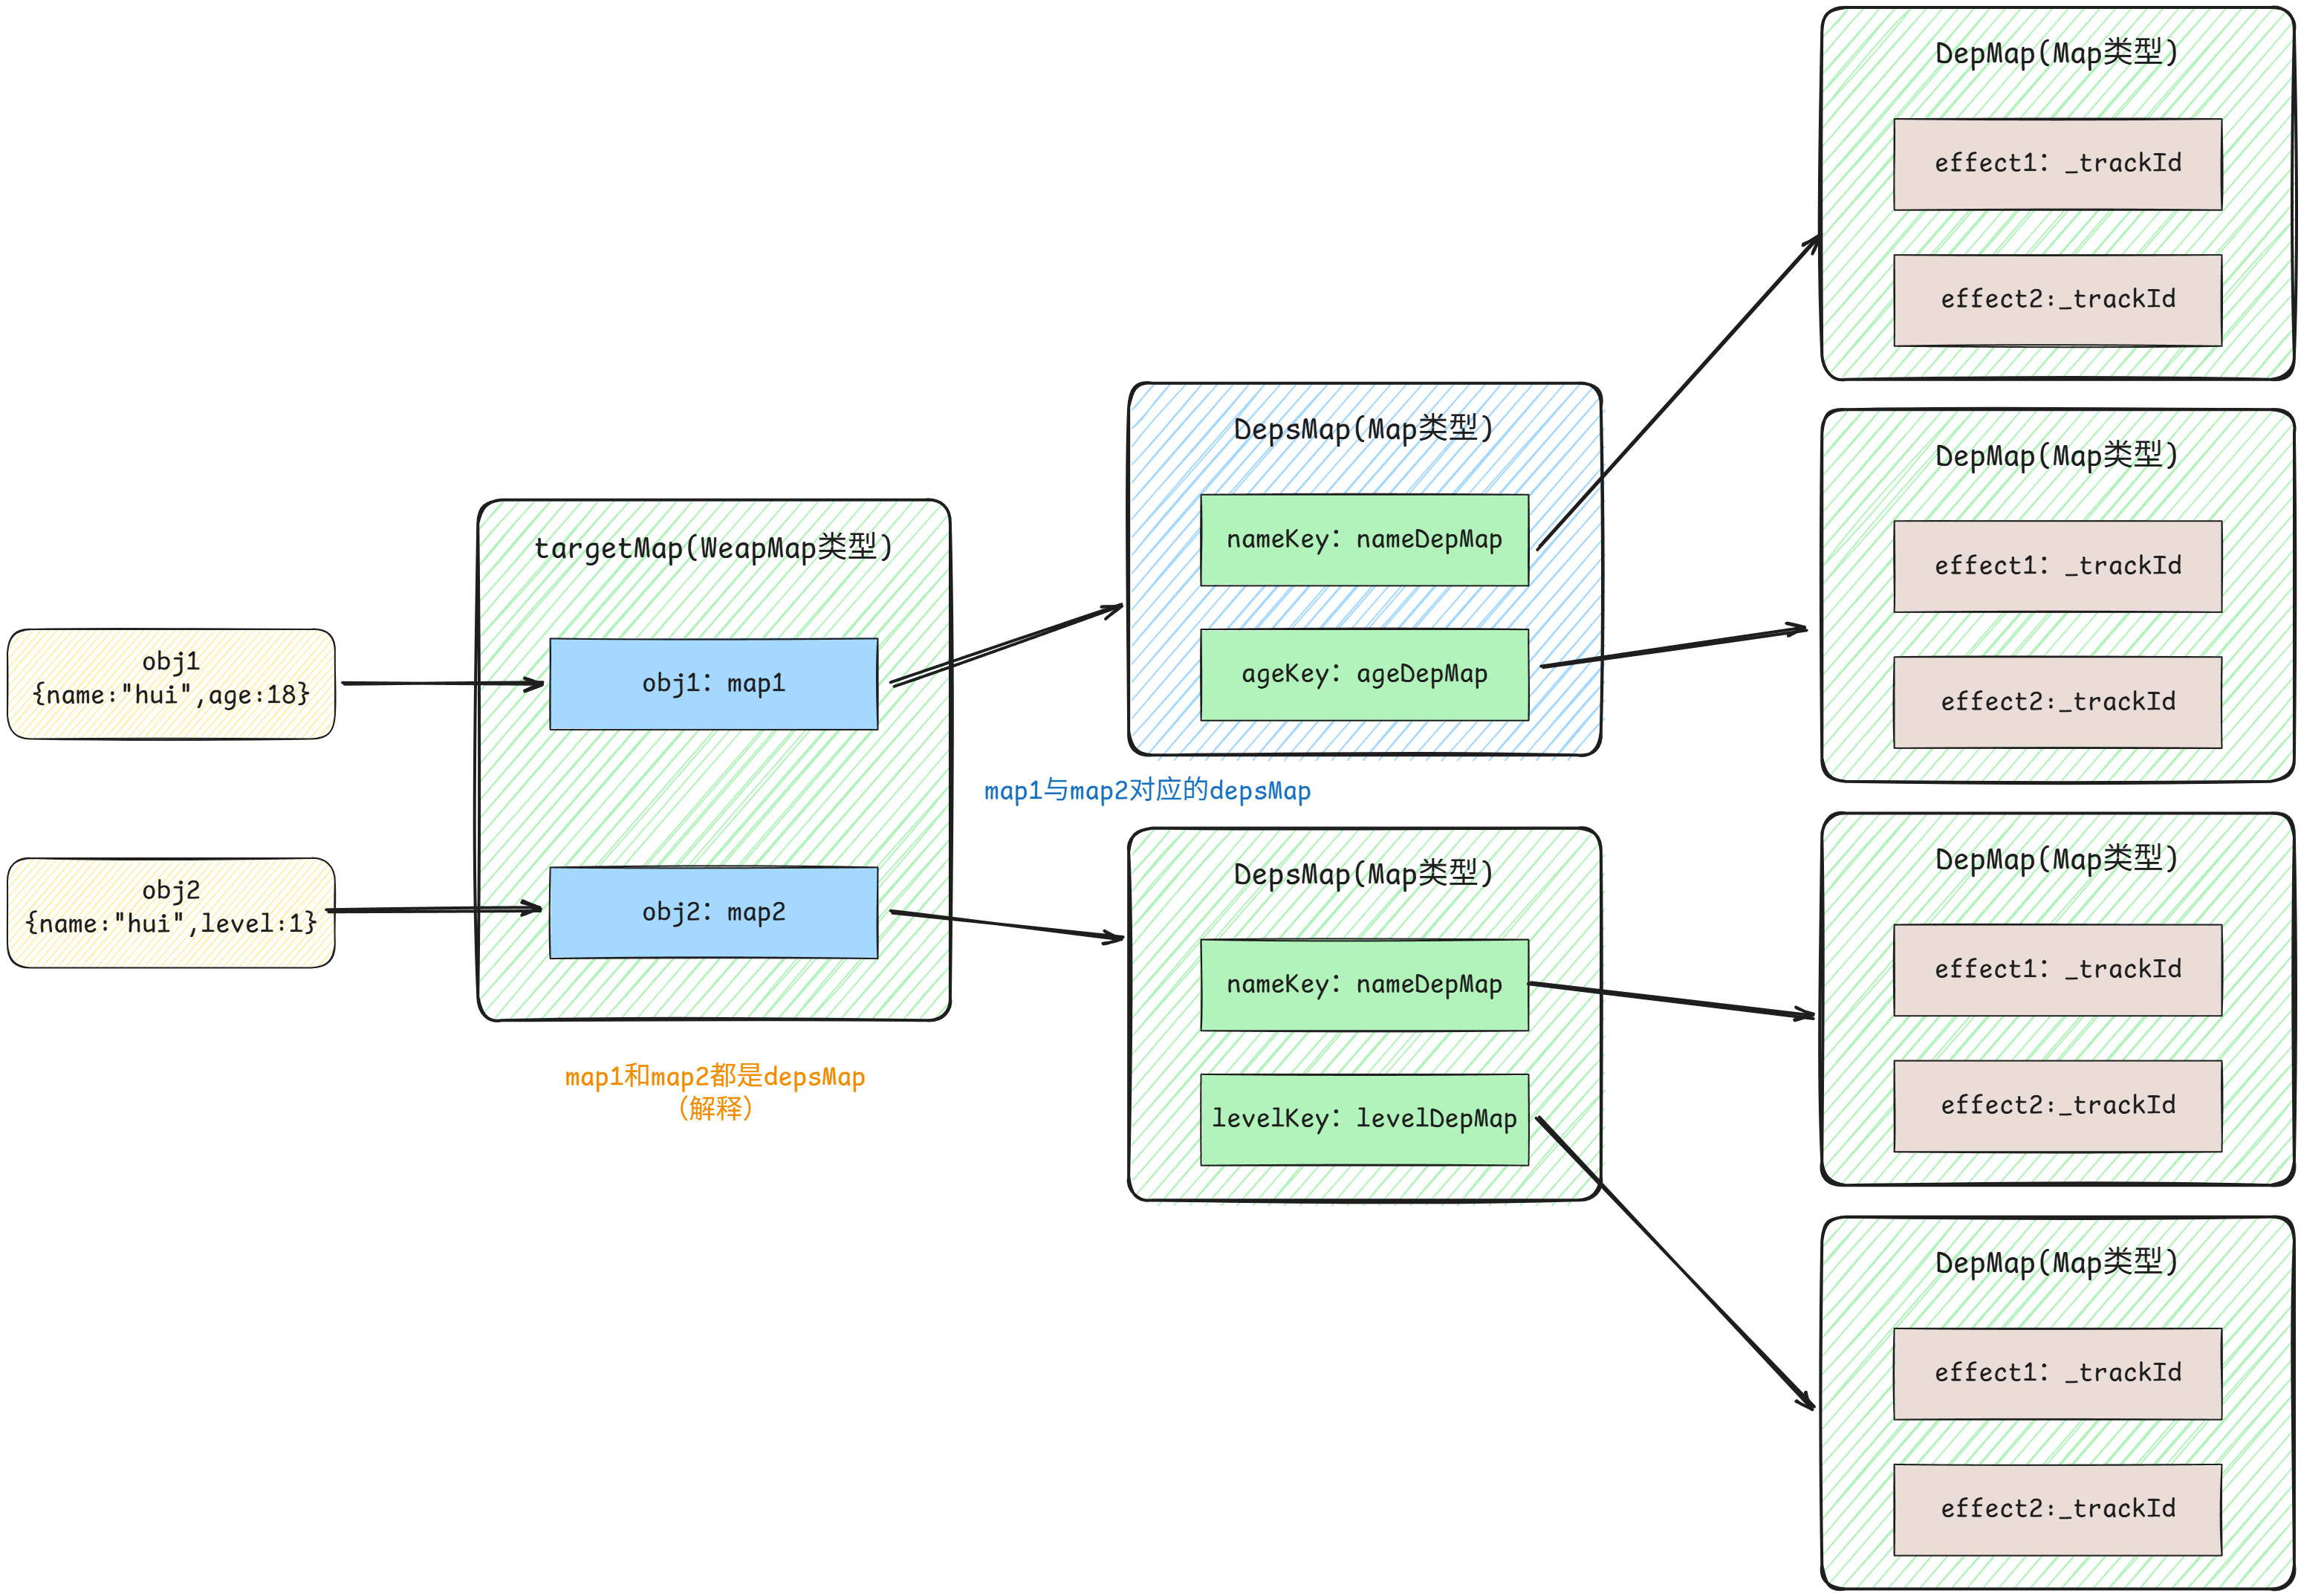 obj1
{name:"hui",age:18}
obj2
{name:"hui",level:1}
targetMap(WeapMap类型)
obj1：map1
obj2：map2
map1和map2都是depsMap
（解释）
DepsMap(Map类型)
nameKey：nameDepMap
ageKey：ageDepMap
map1与map2对应的depsMap
DepsMap(Map类型)
nameKey：nameDepMap
levelKey：levelDepMap
DepMap(Map类型)
effect1：_trackId
effect2:_trackId
DepMap(Map类型)
effect1：_trackId
effect2:_trackId
DepMap(Map类型)
effect1：_trackId
effect2:_trackId
DepMap(Map类型)
effect1：_trackId
effect2:_trackId